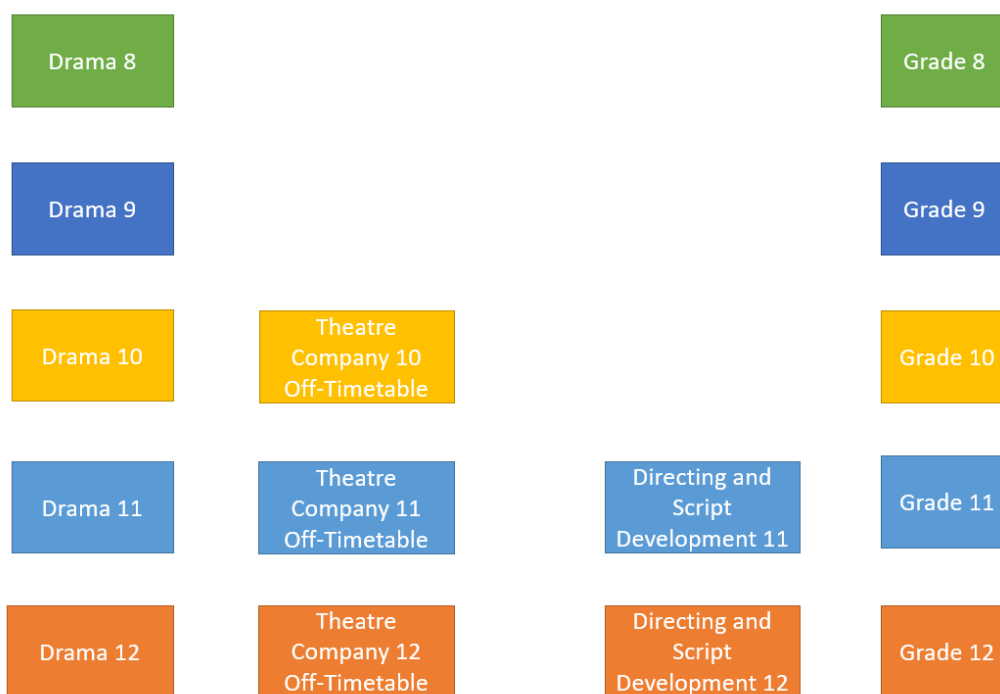 Drama 8
Grade 8
Drama 9
Grade 9
Drama 10
Theatre
Company 10
Off-Timetable
Grade 10
Drama 11
Theatre
Company 11
Off-Timetable
Directing and
Script
Development 11
Grade 11
Drama 12
Theatre
Company 12
Off-Timetable
Directing and
Script
Development 12
Grade 12